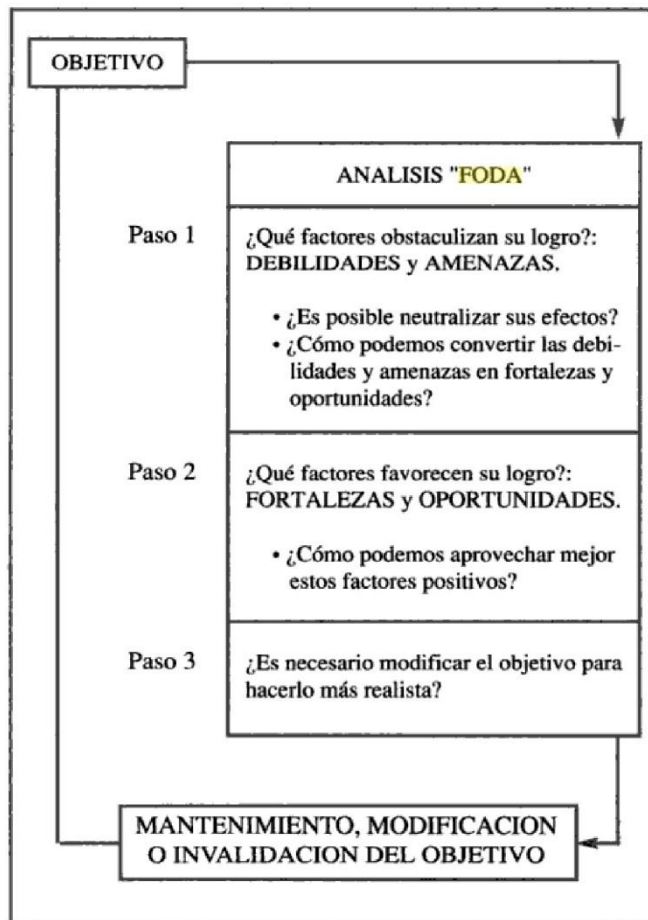 OBJETIVO
ANALISIS "FODA"
Paso 1
¿Qué factores obstaculizan su logro?:
DEBILIDADES y AMENAZAS.
• ¿Es posible neutralizar sus efectos?
• ¿Cómo podemos convertir las debi-
lidades y amenazas en fortalezas y
oportunidades?
Paso 2
¿Qué factores favorecen su logro?:
FORTALEZAS y OPORTUNIDADES.
• ¿Cómo podemos aprovechar mejor
estos factores positivos?
Paso 3
¿Es necesario modificar el objetivo para
hacerlo más realista?
MANTENIMIENTO, MODIFICACION
O INVALIDACION DEL OBJETIVO